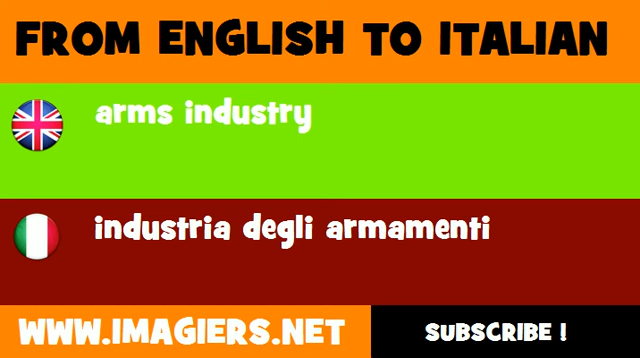 FROM ENGLISH TO ITALIAN
arms industry
industria degli armamenti
WWW.IMAGIERS.NET
SUBSCRIBE !